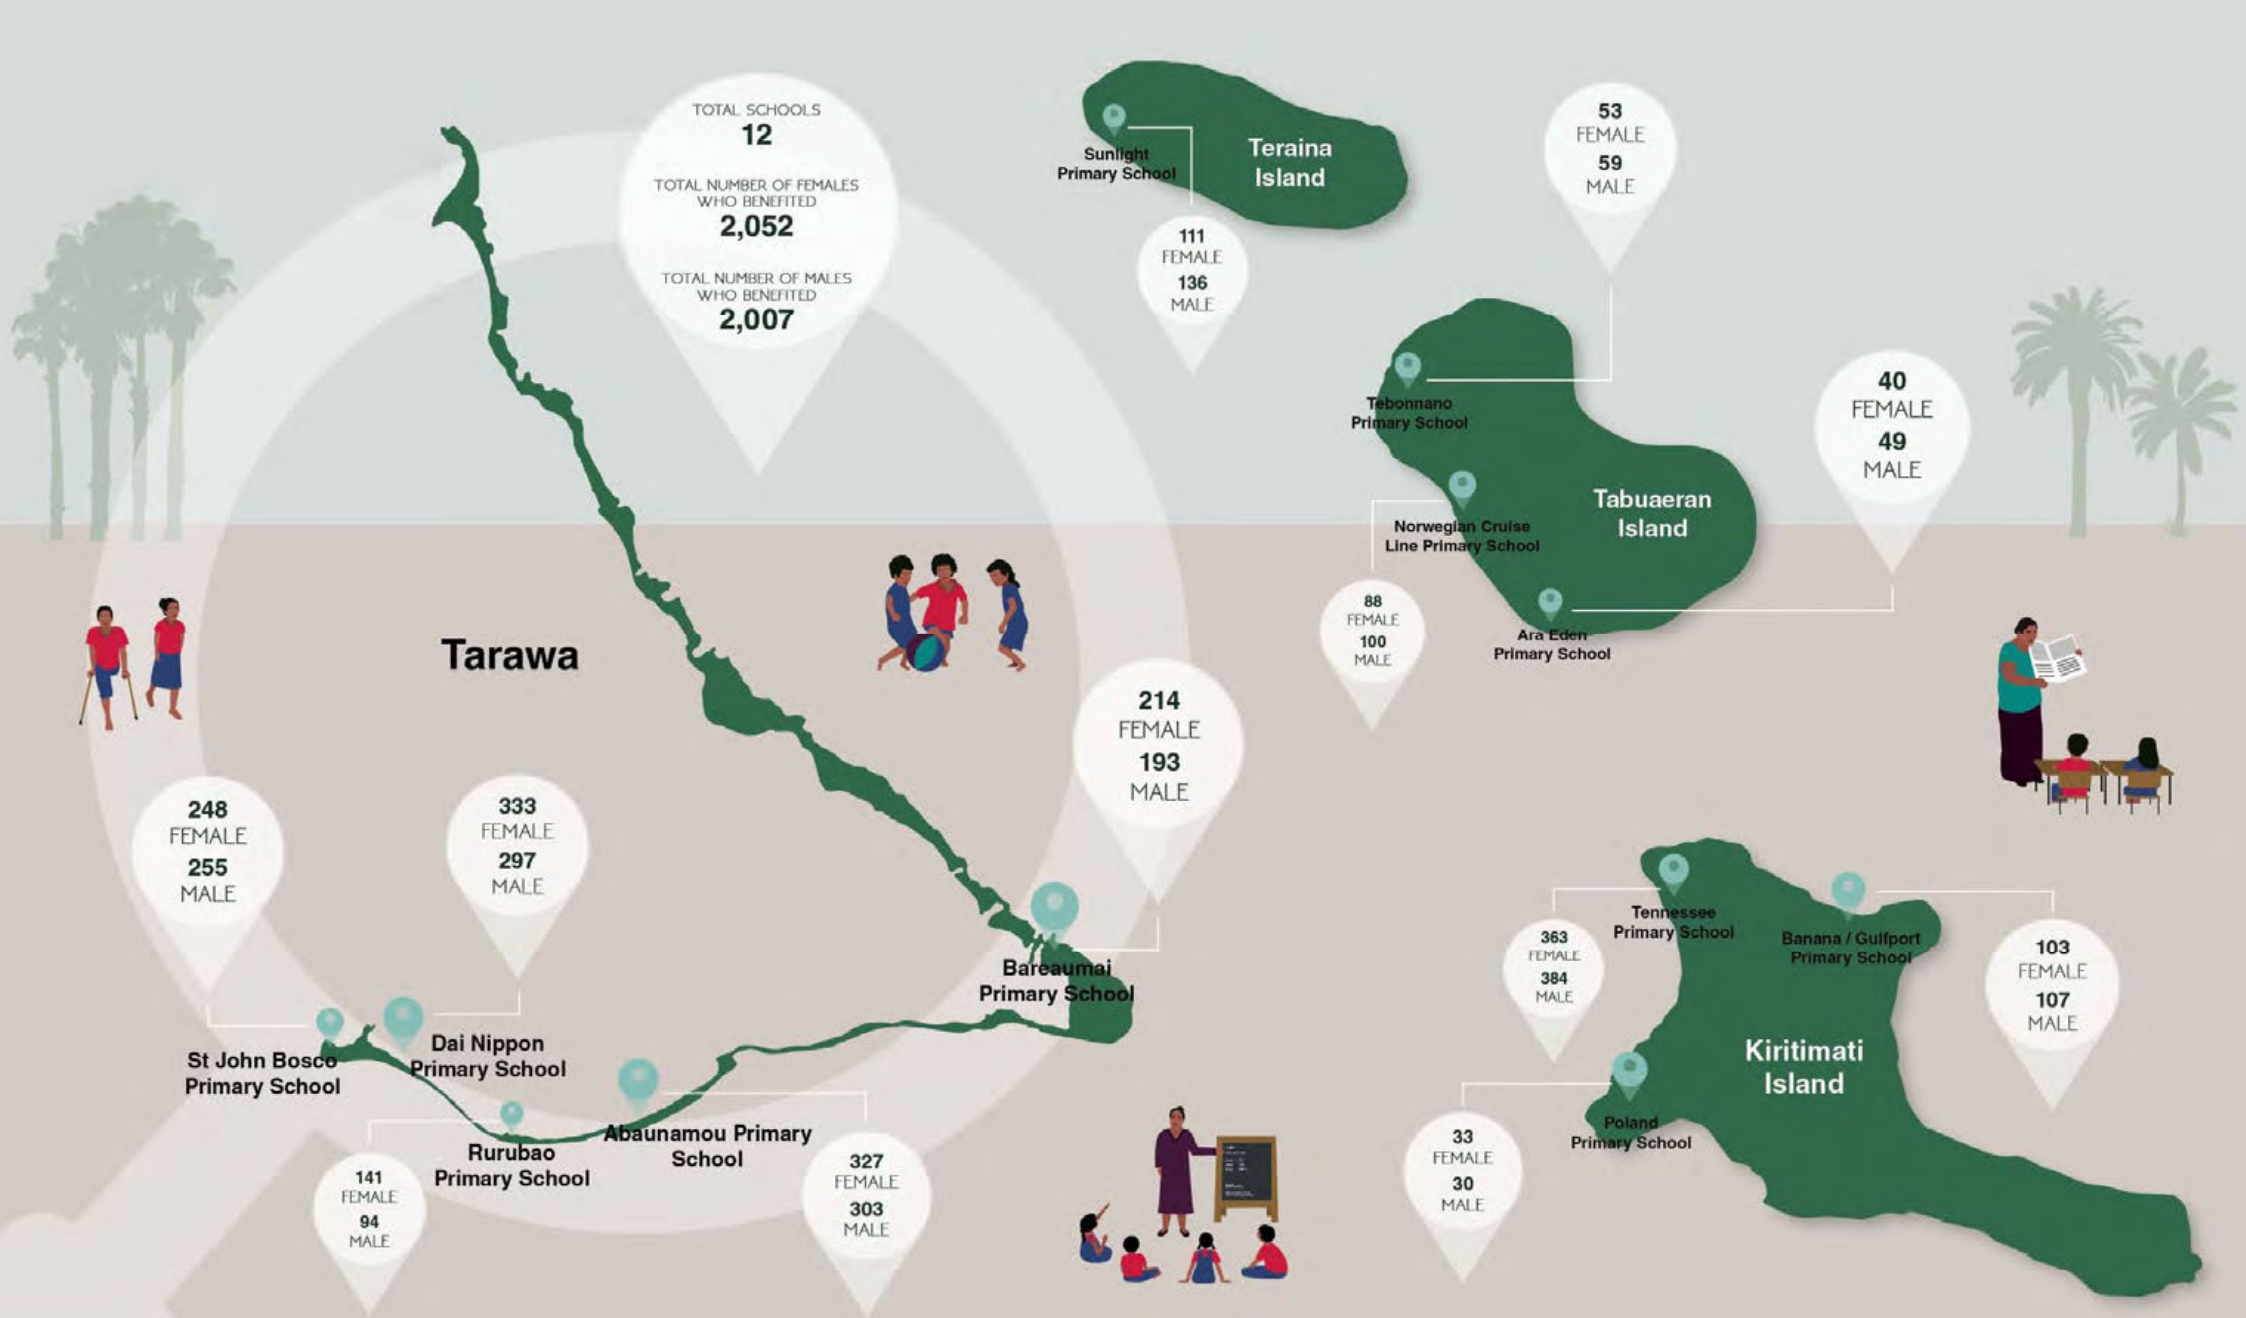 TOTAL SCHOOLS
12
TOTAL NUMBER OF FEMALES
WHO BENEFITED
2,052
TOTAL NUMBER OF MALES
WHO BENEFITED
2,007
Sunlight
Primary School
Teraina
Island
111
FEMALE
136
MALE
53
FEMALE
59
MALE
Tebonnano
Primary School
Norwegian Cruise
Line Primary School
Tabuaeran
Island
40
FEMALE
49
MALE
88
FEMALE
100
MALE
Ara Eden
Primary School
Tarawa
214
FEMALE
193
MALE
248
FEMALE
255
MALE
333
FEMALE
297
MALE
Bareaumai
Primary School
St John Bosco
Primary School
Dai Nippon
Primary School
Rurubao
Primary School
Abaunamou Primary
School
141
FEMALE
94
MALE
327
FEMALE
303
MALE
Tennessee
Primary School
Banana / Gulfport
Primary School
363
FEMALE
384
MALE
103
FEMALE
107
MALE
Kiritimati
Island
Poland
Primary School
33
FEMALE
30
MALE